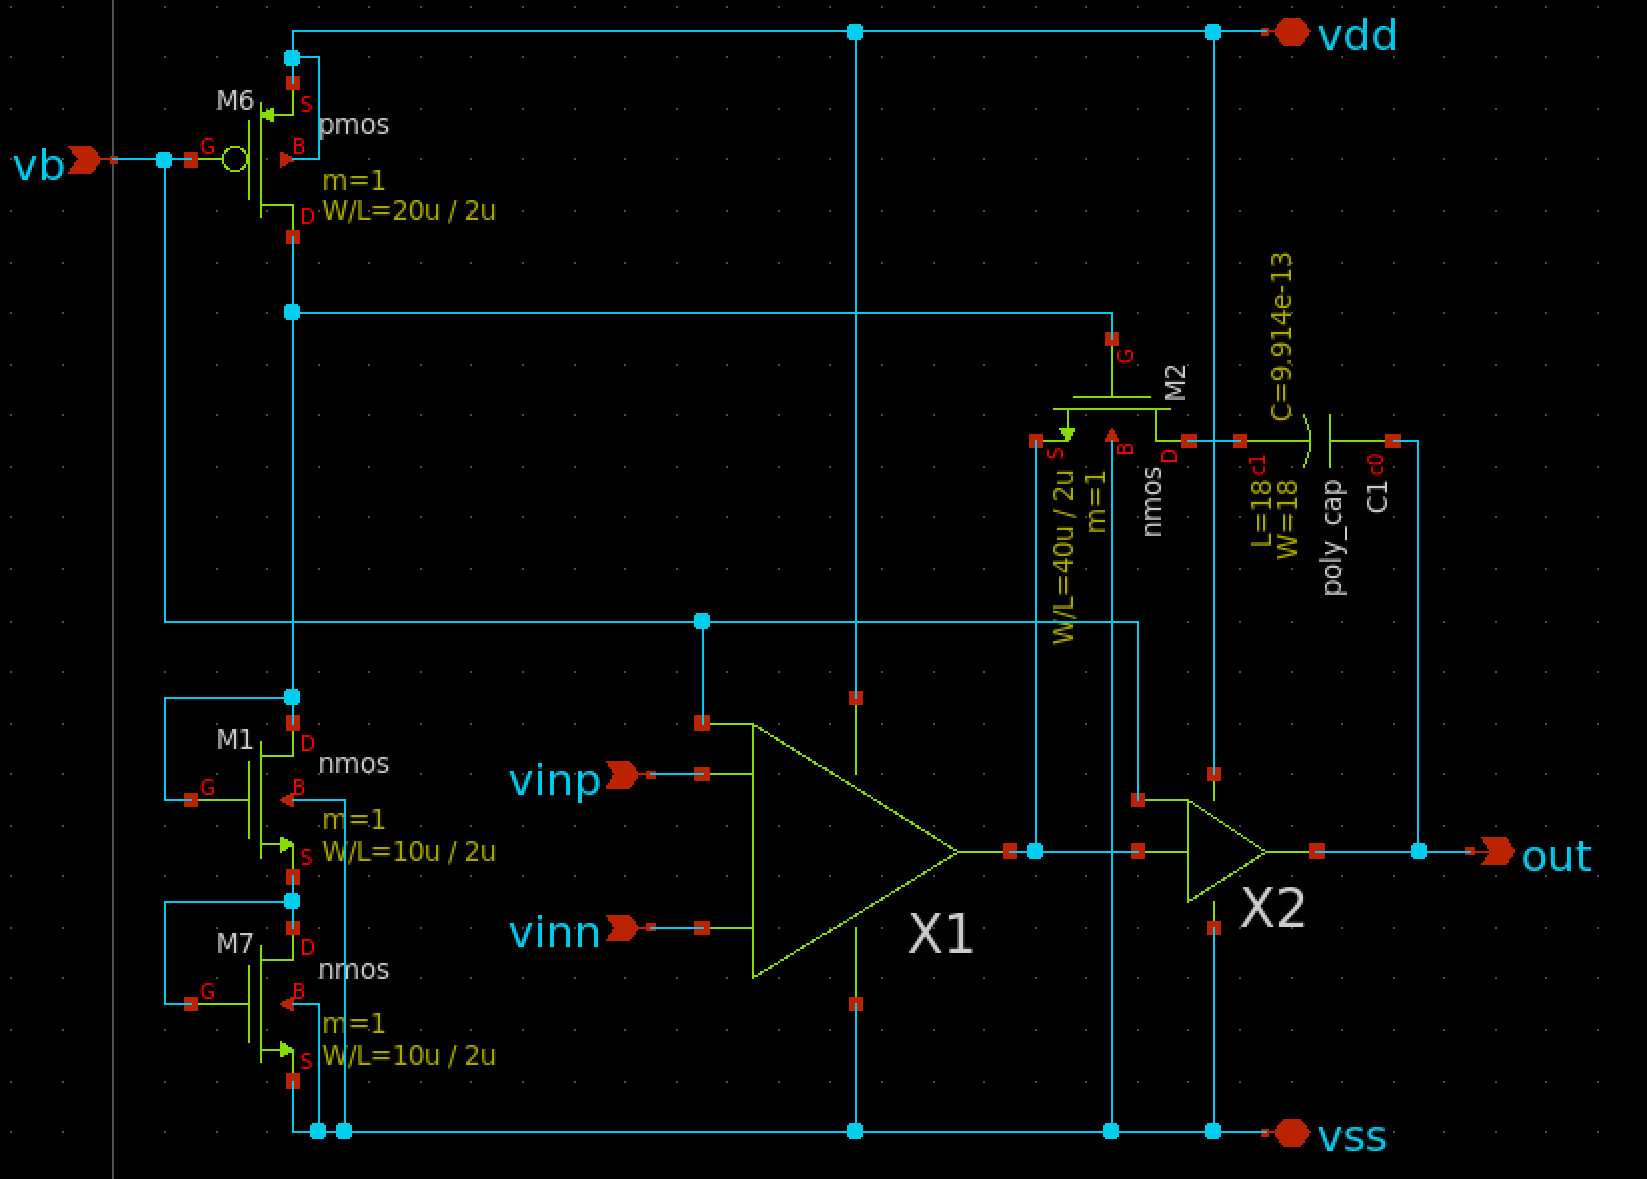 vdd
M6
S
pmos
G
B
vb
m=1
D
W/L=20u / 2u
G
M2
C=9.914e-13
S
B
D
c1
c0
W/L=40u / 2u
m=1
nmos
L=18
W=18
poly_cap
C1
M1
D
nmos
G
B
m=1
S
W/L=10u / 2u
vinp
out
M7
D
nmos
G
B
m=1
S
W/L=10u / 2u
vinn
X1
X2
vss